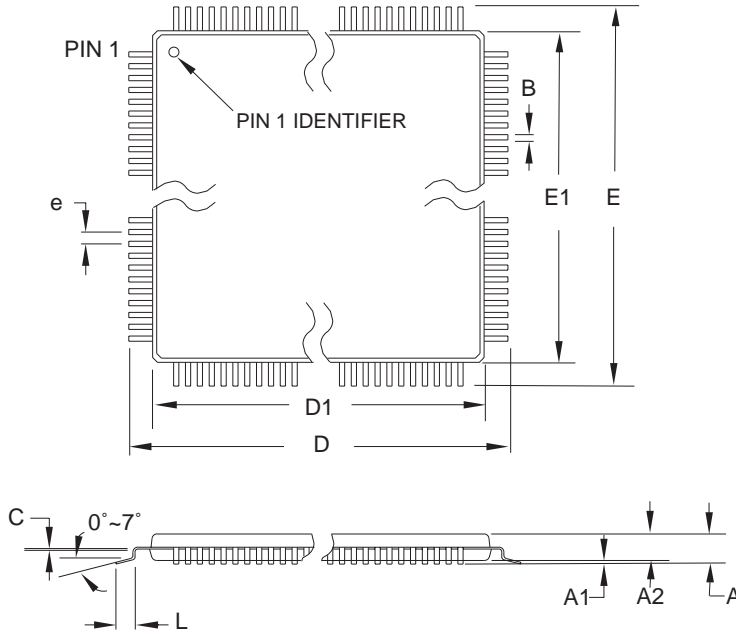 PIN 1
PIN 1 IDENTIFIER
B
e
E1
E
D1
D
C
0°~7°
L
A1
A2
A